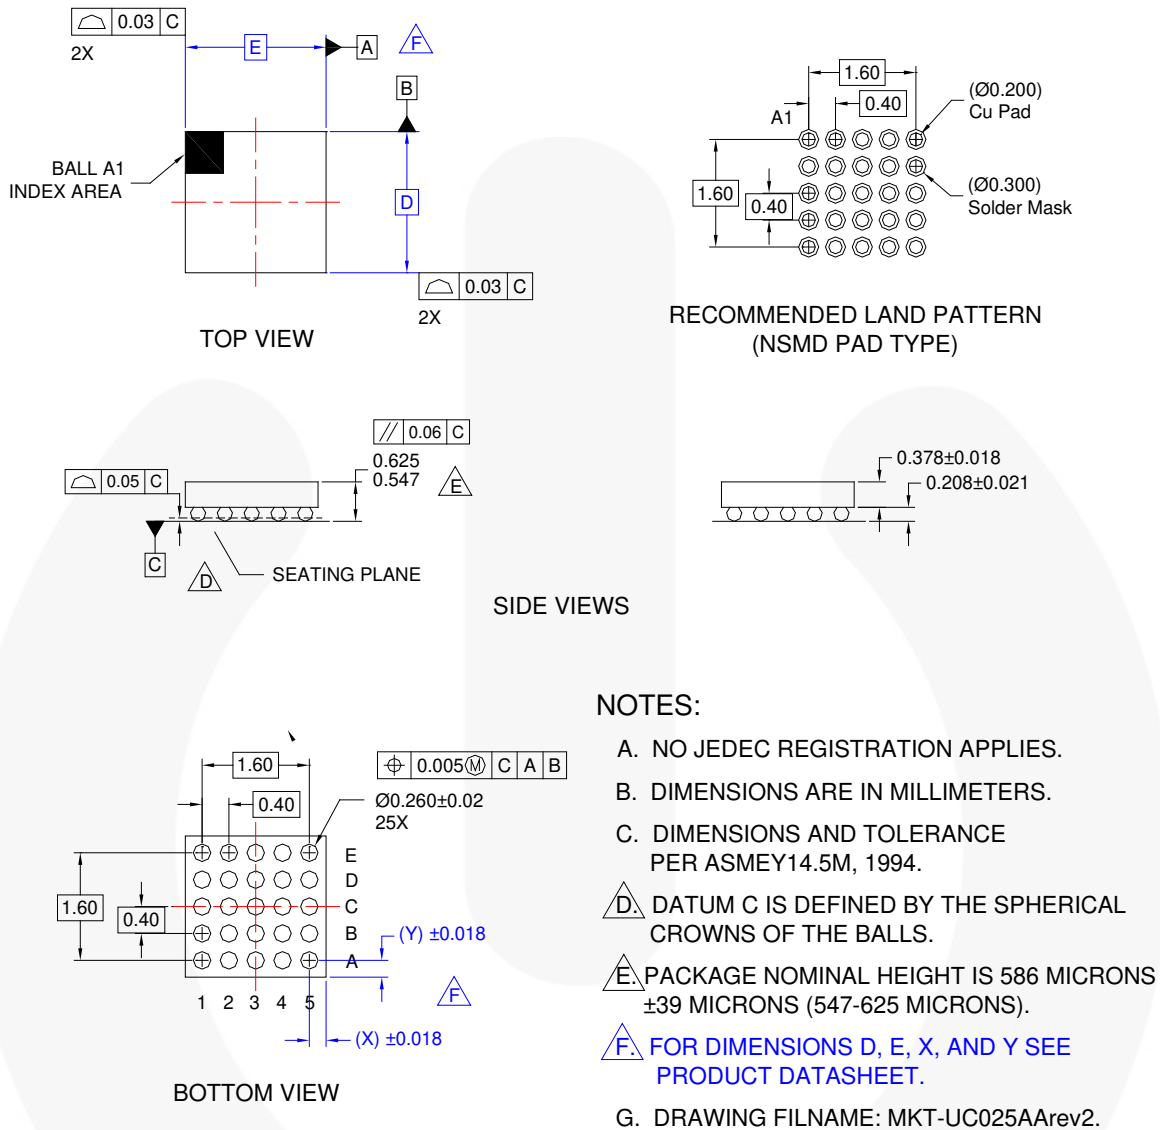 0.03 C
2X
E
A
F
B
BALL A1
INDEX AREA
D
0.03 C
2X
TOP VIEW
1.60
0.40
A1
(Ø0.200)
Cu Pad
1.60
0.40
(Ø0.300)
Solder Mask
RECOMMENDED LAND PATTERN
(NSMD PAD TYPE)
// 0.06 C
0.625
0.547
E
0.05 C
C
D
SEATING PLANE
0.378±0.018
0.208±0.021
SIDE VIEWS
1.60
0.40
0.005Ⓜ C A B
Ø0.260±0.02
25X
E
D
C
B
A
1.60
0.40
(Y) ±0.018
F
1 2 3 4 5
(X) ±0.018
BOTTOM VIEW
NOTES:
A. NO JEDEC REGISTRATION APPLIES.
B. DIMENSIONS ARE IN MILLIMETERS.
C. DIMENSIONS AND TOLERANCE
PER ASMEY14.5M, 1994.
D. DATUM C IS DEFINED BY THE SPHERICAL
CROWNS OF THE BALLS.
E. PACKAGE NOMINAL HEIGHT IS 586 MICRONS
±39 MICRONS (547-625 MICRONS).
F. FOR DIMENSIONS D, E, X, AND Y SEE
PRODUCT DATASHEET.
G. DRAWING FILNAME: MKT-UC025AArev2.